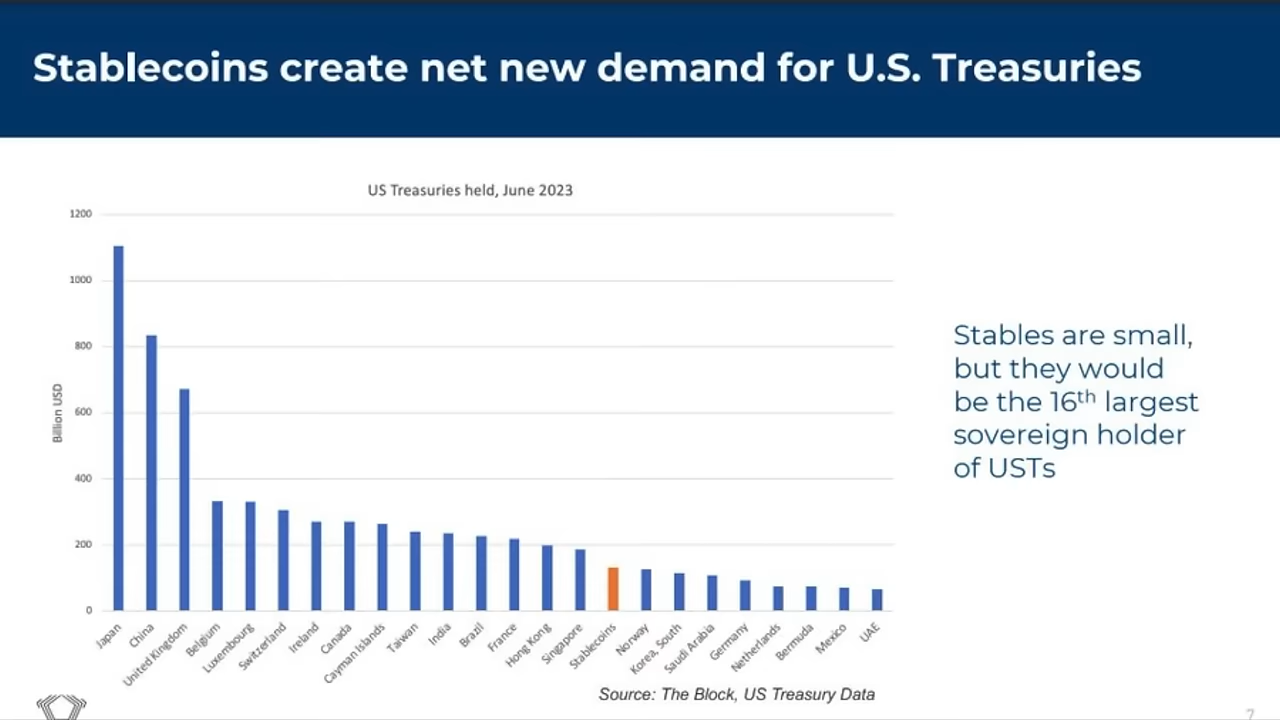 Stablecoins create net new demand for U.S. Treasuries
US Treasuries held, June 2023
1200
1000
800
600
400
200
0
Billion USD
Japan
China
United Kingdom
Belgium
Luxembourg
Switzerland
Ireland
Canada
Cayman Islands
Taiwan
India
Brazil
France
Hong Kong
Singapore
Stablecoins
Norway
Korea, South
Saudi Arabia
Germany
Netherlands
Bermuda
Mexico
UAE
Stables are small,
but they would
be the 16th largest
sovereign holder
of USTs
Source: The Block, US Treasury Data
7